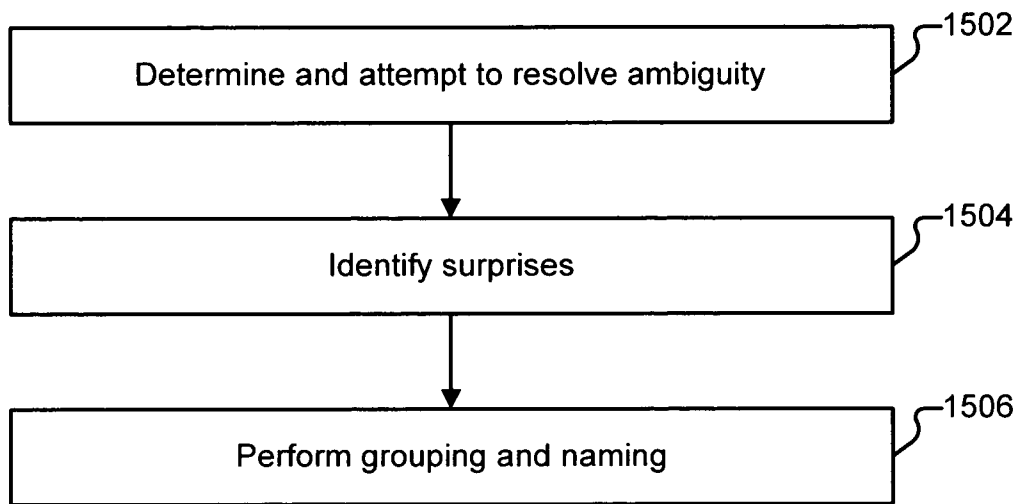 1502
Determine and attempt to resolve ambiguity
1504
Identify surprises
1506
Perform grouping and naming